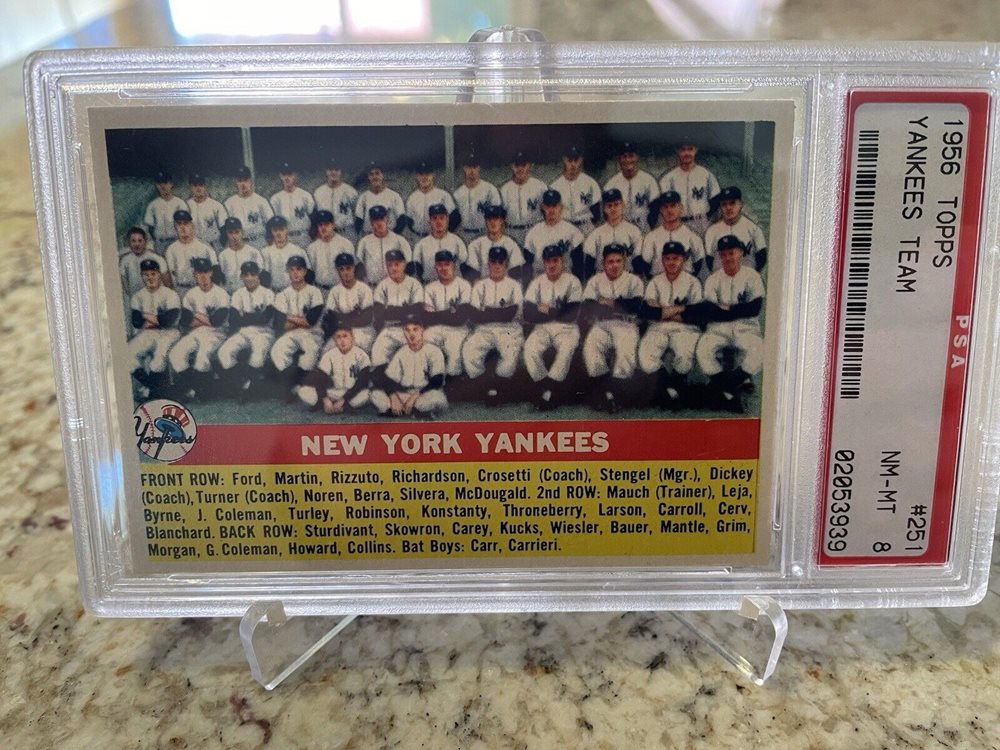 Yankees
NEW YORK YANKEES
FRONT ROW: Ford, Martin, Rizzuto, Richardson, Crosetti (Coach), Stengel (Mgr.), Dickey
(Coach), Turner (Coach), Noren, Berra, Silvera, McDougald. 2nd ROW: Mauch (Trainer), Leja,
Byrne, J. Coleman, Turley, Robinson, Konstanty, Throneberry, Larson, Carroll, Cerv,
Blanchard. BACK ROW: Sturdivant, Skowron, Carey, Kucks, Wiesler, Bauer, Mantle, Grim,
Morgan, G. Coleman, Howard, Collins. Bat Boys: Carr, Carrieri.
1956 TOPPS #251
YANKEES TEAM NM-MT 8
02053939
PSA